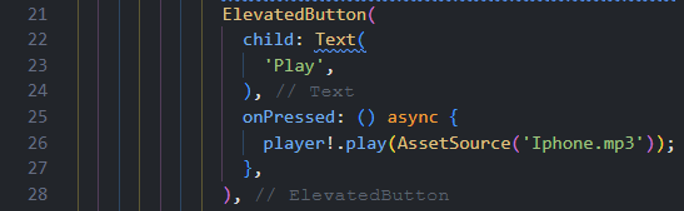 21 ElevatedButton(
22 child: Text(
23 'Play',
24 ), // Text
25 onPressed: () async {
26 player!.play(AssetSource('Iphone.mp3'));
27 },
28 ), // ElevatedButton